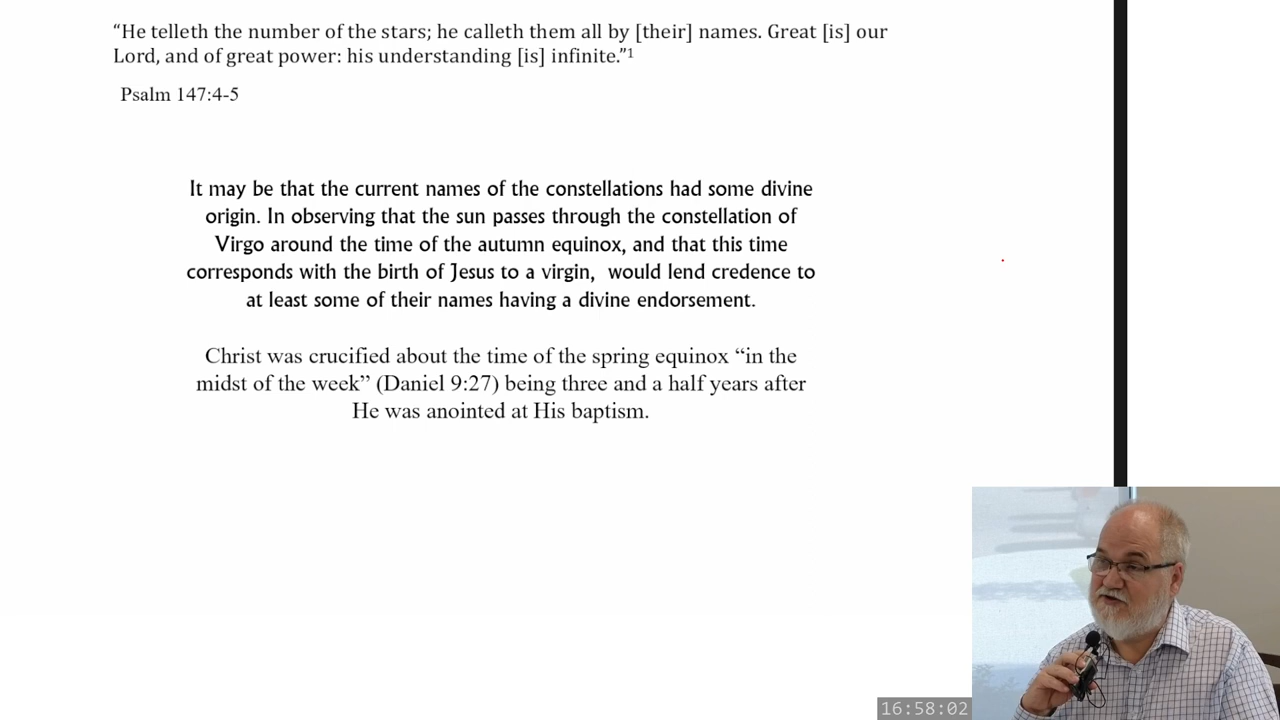 “He telleth the number of the stars; he calleth them all by [their] names. Great [is] our
Lord, and of great power: his understanding [is] infinite.”¹
Psalm 147:4-5
It may be that the current names of the constellations had some divine
origin. In observing that the sun passes through the constellation of
Virgo around the time of the autumn equinox, and that this time
corresponds with the birth of Jesus to a virgin,  would lend credence to
at least some of their names having a divine endorsement.
Christ was crucified about the time of the spring equinox “in the
midst of the week” (Daniel 9:27) being three and a half years after
He was anointed at His baptism.
16:58:02